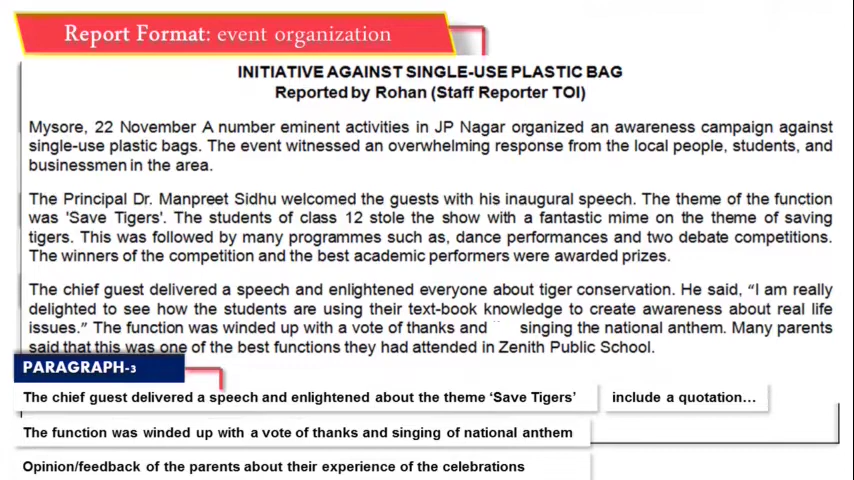 Report Format: event organization
INITIATIVE AGAINST SINGLE-USE PLASTIC BAG
Reported by Rohan (Staff Reporter TOI)
Mysore, 22 November A number eminent activities in JP Nagar organized an awareness campaign against
single-use plastic bags. The event witnessed an overwhelming response from the local people, students, and
businessmen in the area.
The Principal Dr. Manpreet Sidhu welcomed the guests with his inaugural speech. The theme of the function
was 'Save Tigers'. The students of class 12 stole the show with a fantastic mime on the theme of saving
tigers. This was followed by many programmes such as, dance performances and two debate competitions.
The winners of the competition and the best academic performers were awarded prizes.
The chief guest delivered a speech and enlightened everyone about tiger conservation. He said, “I am really
delighted to see how the students are using their text-book knowledge to create awareness about real life
issues.” The function was winded up with a vote of thanks and singing the national anthem. Many parents
said that this was one of the best functions they had attended in Zenith Public School.
PARAGRAPH-3
The chief guest delivered a speech and enlightened about the theme ‘Save Tigers’ include a quotation…
The function was winded up with a vote of thanks and singing of national anthem
Opinion/feedback of the parents about their experience of the celebrations